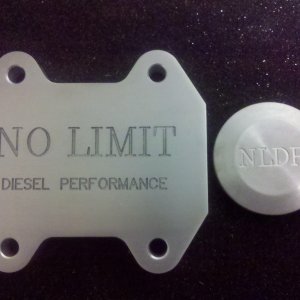 NO LIMIT
DIESEL PERFORMANCE
NLDP